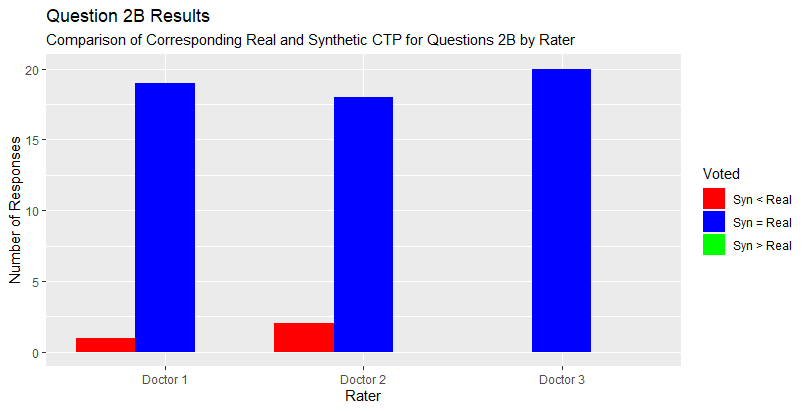 Question 2B Results
Comparison of Corresponding Real and Synthetic CTP for Questions 2B by Rater
Number of Responses
20
15
10
5
0
Doctor 1
Doctor 2
Doctor 3
Rater
Voted
Syn < Real
Syn = Real
Syn > Real